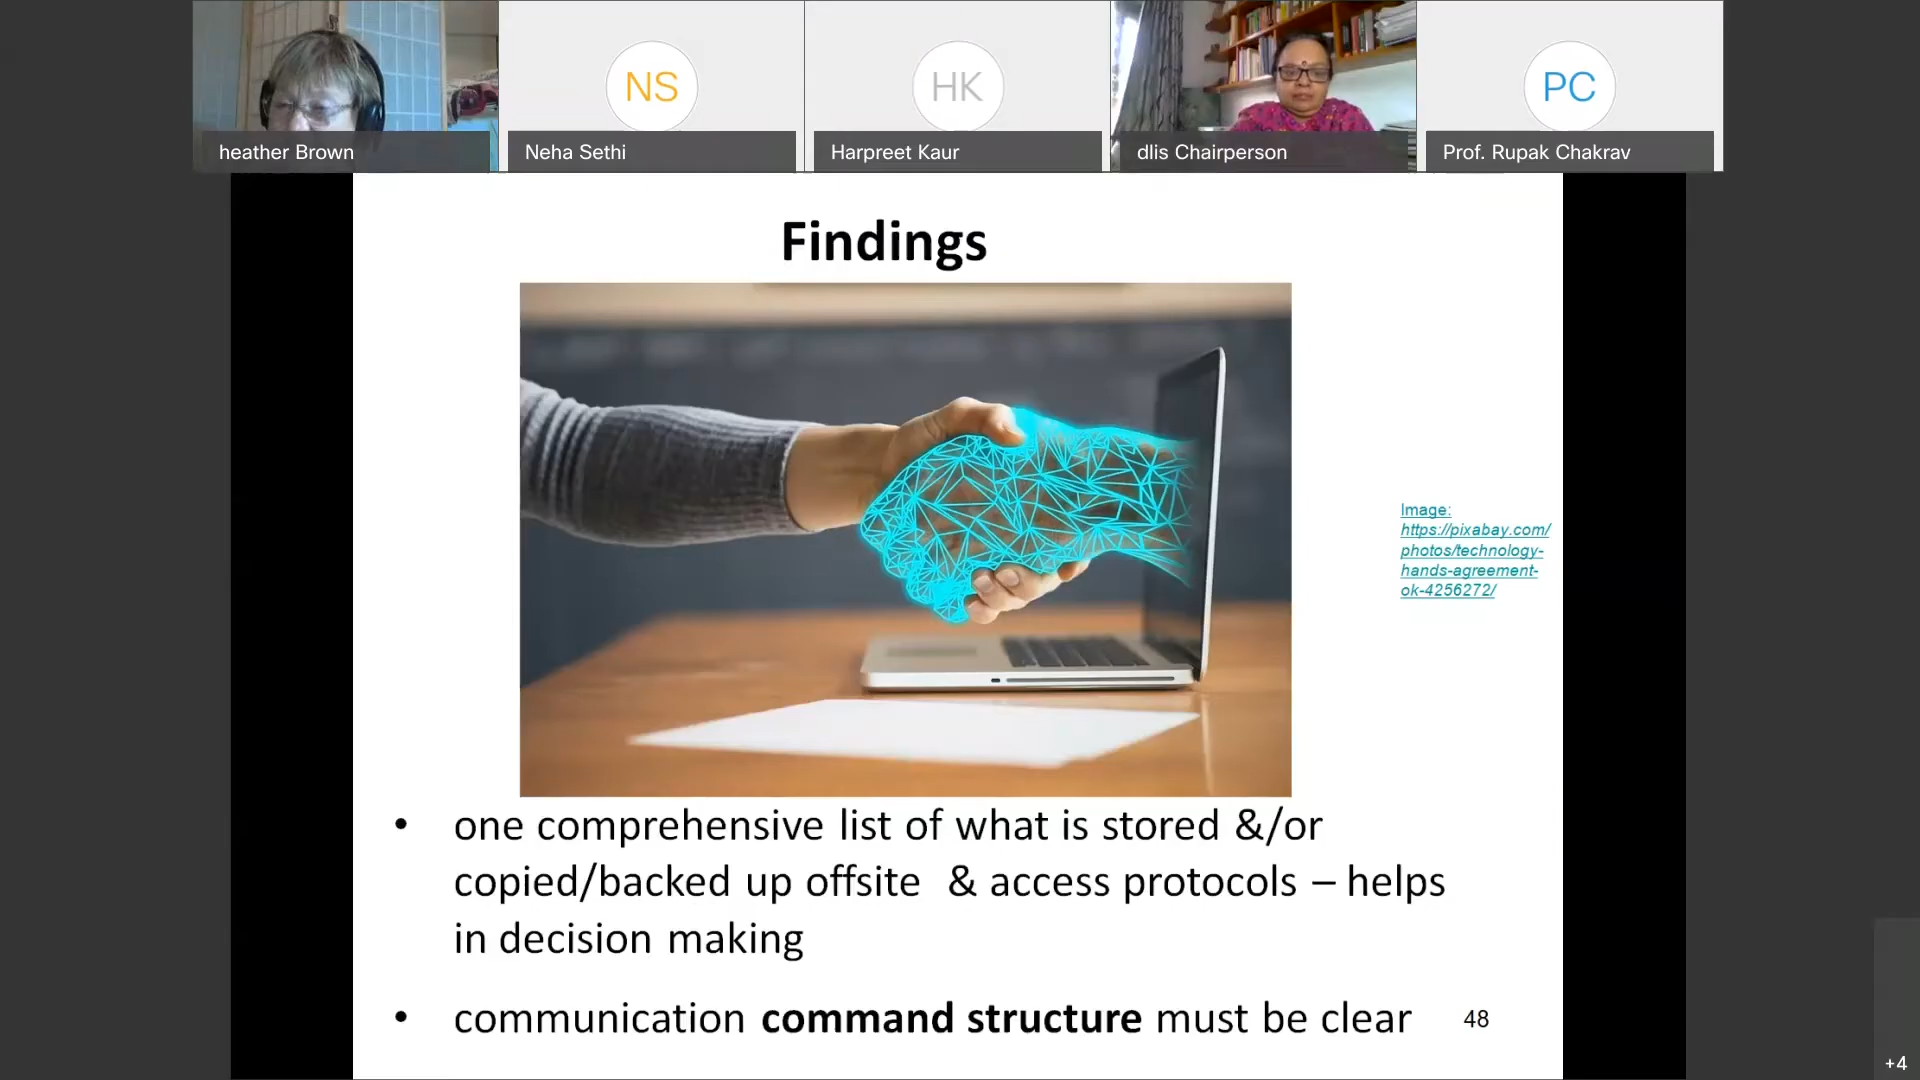 NS
HK
PC
heather Brown
Neha Sethi
Harpreet Kaur
dlis Chairperson
Prof. Rupak Chakrav
Findings
Image:
https://pixabay.com/
photos/technology-
hands-agreement-
ok-4256272/
• one comprehensive list of what is stored &/or
copied/backed up offsite & access protocols – helps
in decision making
• communication command structure must be clear
48
+4